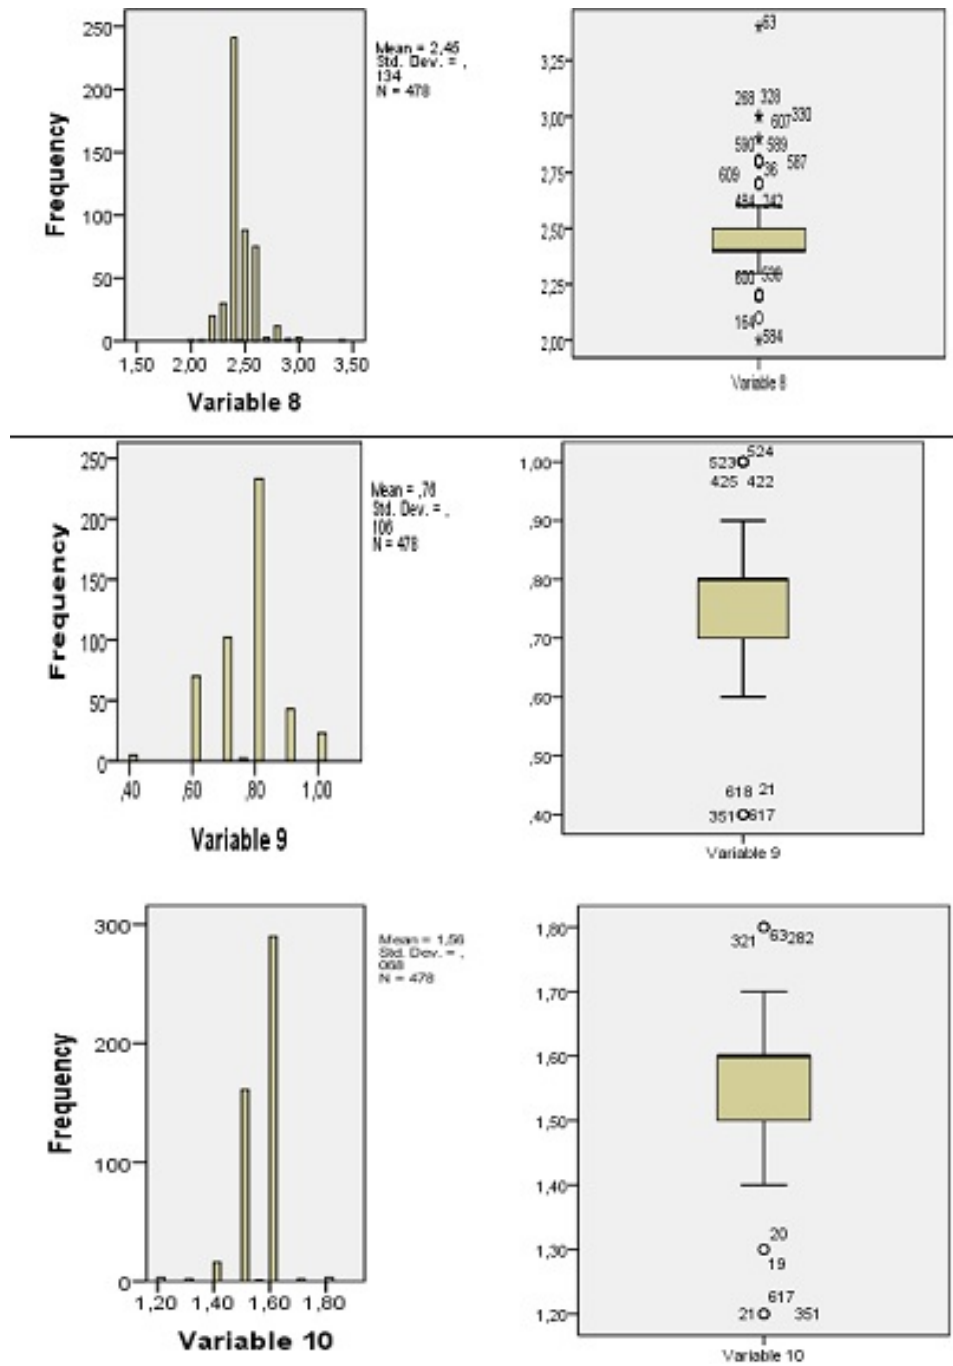 250
200
150
100
50
0
Frequency
1,50 2,00 2,50 3,00 3,50
Variable 8
Mean = 2,45
Std. Dev. = ,
134
N = 478
3,25
3,00
2,75
2,50
2,25
2,00
63
268 328
607 330
590 589
36 587
609
484 342
600
164
584
Variable 8
250
200
150
100
50
0
Frequency
,40 ,60 ,80 1,00
Variable 9
Mean = ,76
Std. Dev. = ,
106
N = 478
1,00
,90
,80
,70
,60
,50
,40
524
523
425 422
618 21
351 617
Variable 9
300
200
100
0
Frequency
1,20 1,40 1,60 1,80
Variable 10
Mean = 1,56
Std. Dev. = ,
068
N = 478
1,80
1,70
1,60
1,50
1,40
1,30
1,20
321 63 282
20
19
617
21 351
Variable 10